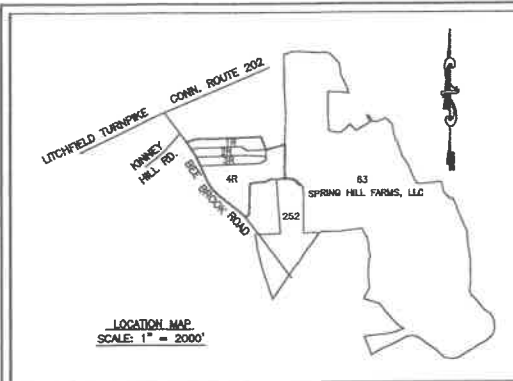 LITCHFIELD TURNPIKE CONN. ROUTE 202
KINNEY
HILL RD.
BEE BROOK ROAD
4R
63
SPRING HILL FARMS, LLC
252
LOCATION MAP
SCALE: 1" = 2000'